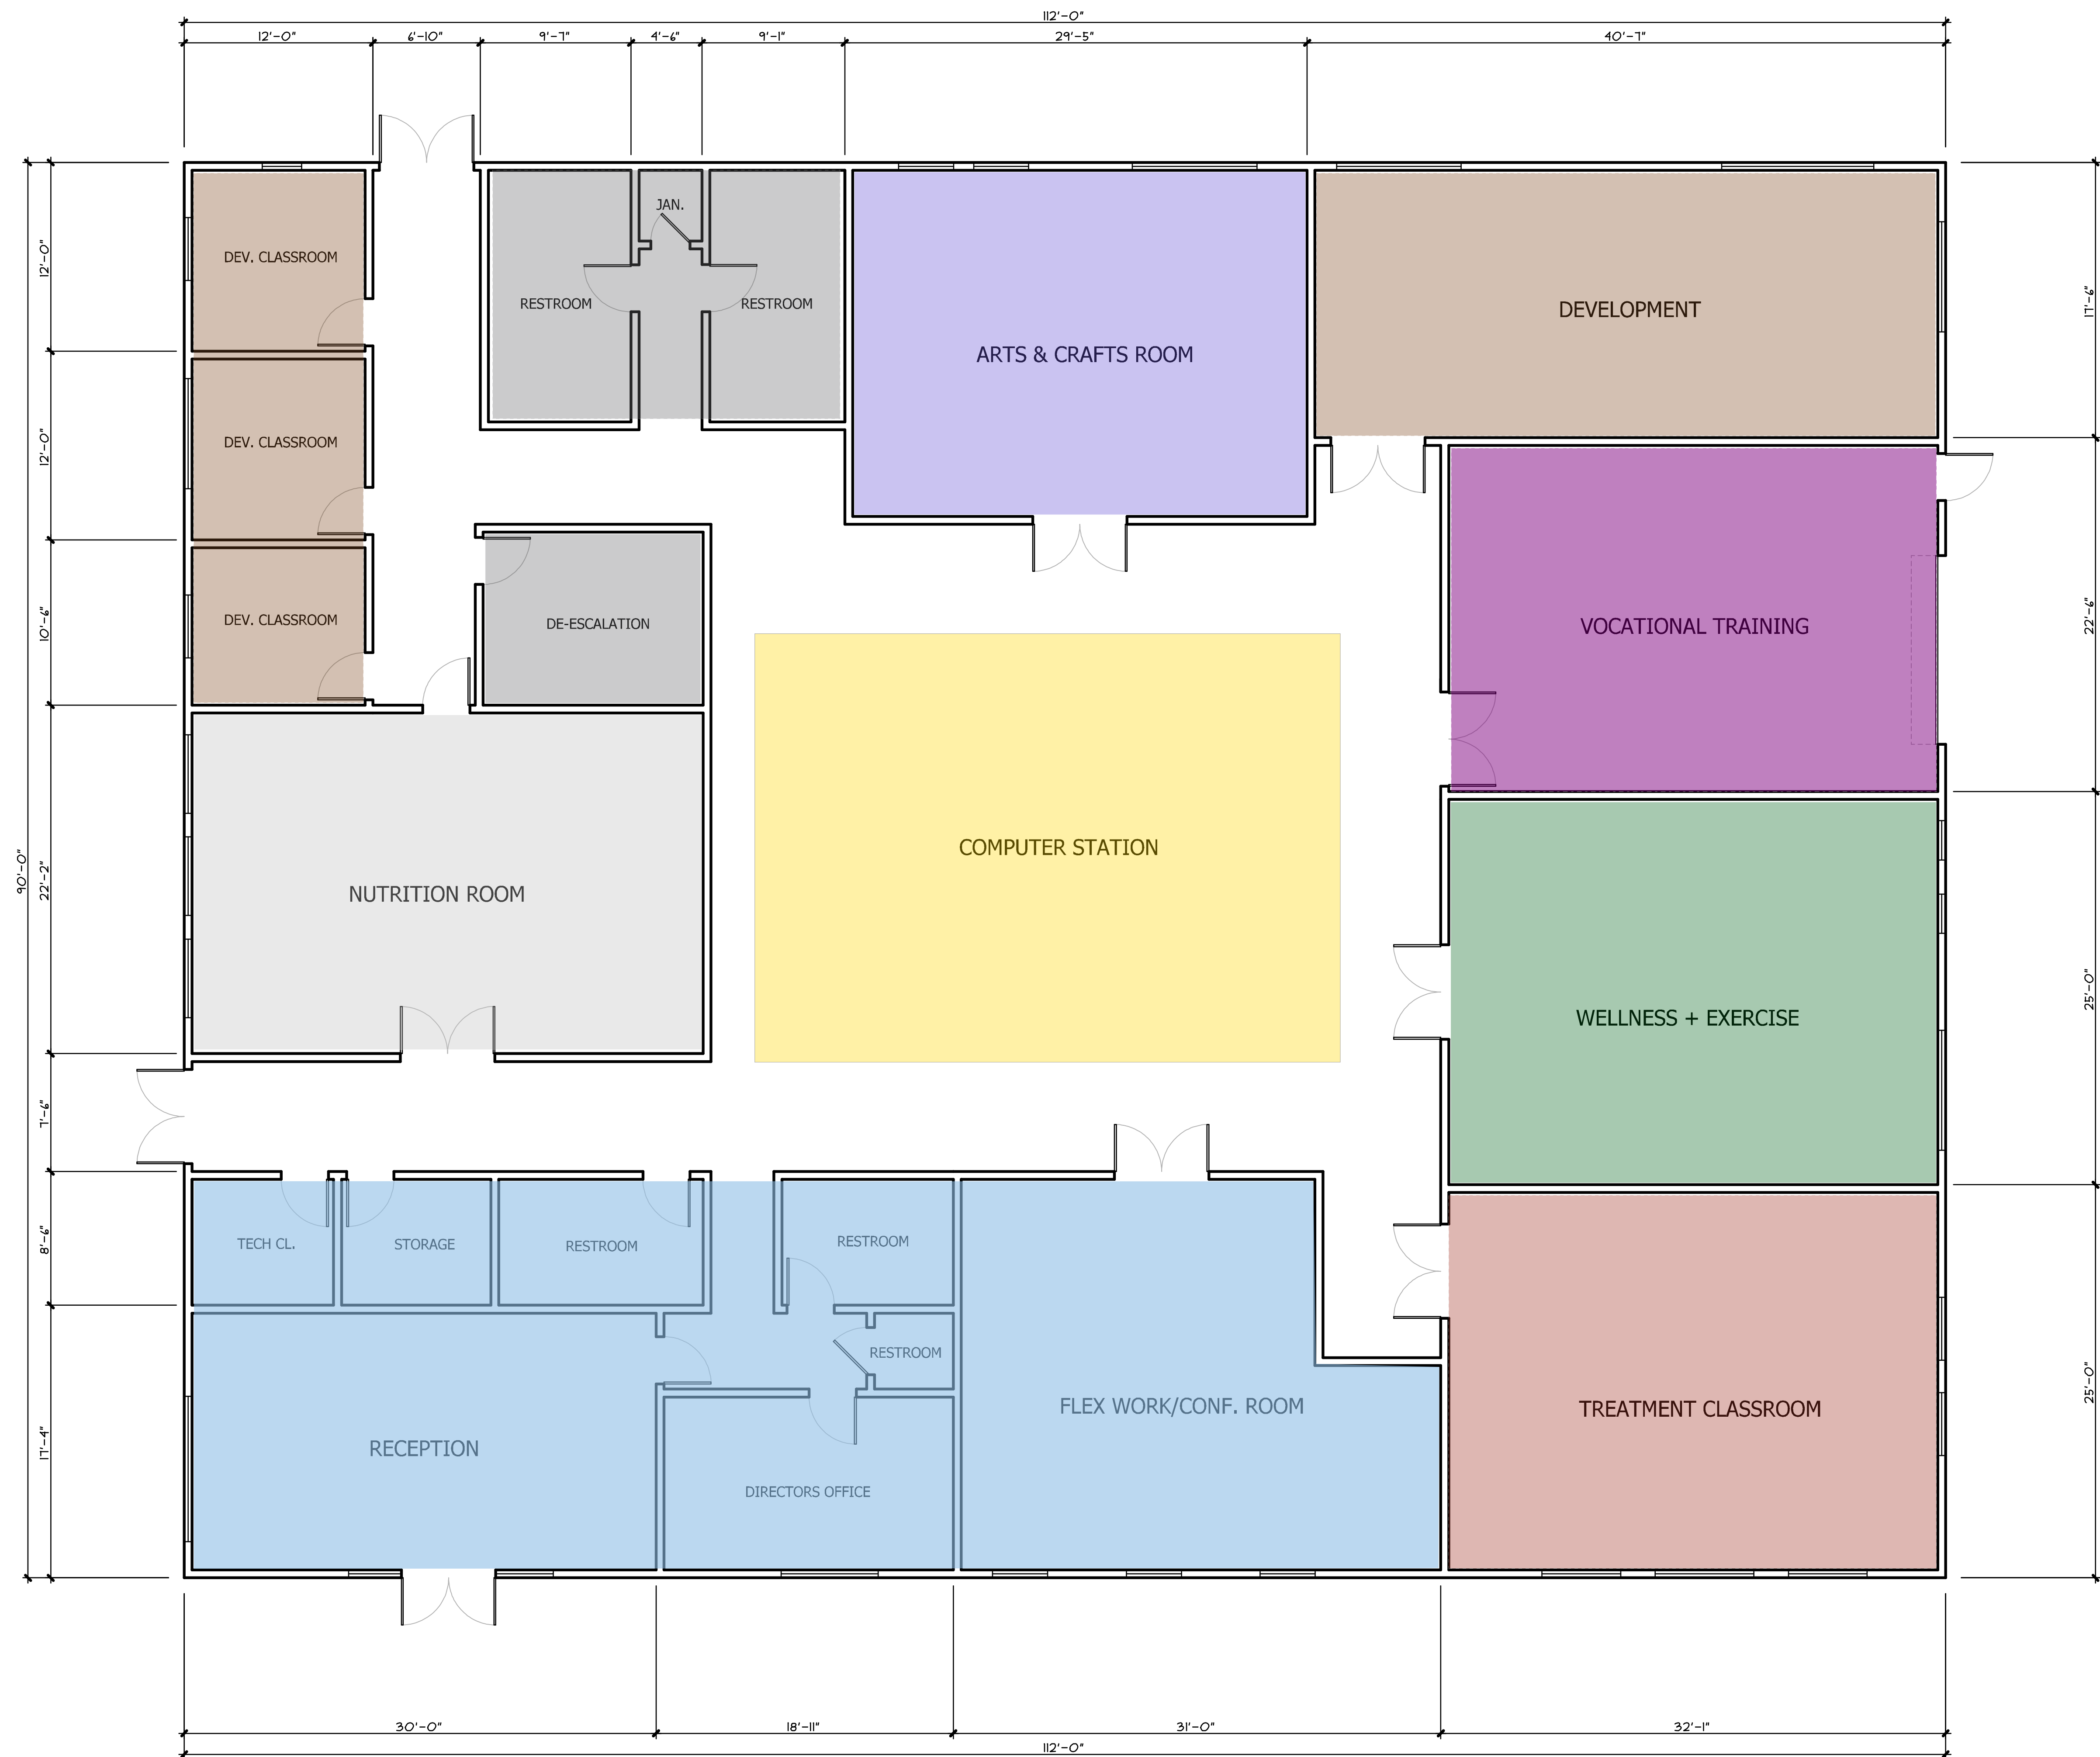 112'-0"
12'-0"
6'-10"
9'-7"
4'-6"
9'-1"
29'-5"
40'-7"
JAN.
DEV. CLASSROOM
12'-0"
RESTROOM
RESTROOM
DEVELOPMENT
17'-6"
ARTS & CRAFTS ROOM
DEV. CLASSROOM
12'-0"
DEV. CLASSROOM
10'-6"
DE-ESCALATION
VOCATIONAL TRAINING
22'-6"
COMPUTER STATION
90'-0"
22'-2"
NUTRITION ROOM
25'-0"
WELLNESS + EXERCISE
7'-6"
8'-6"
TECH CL.
STORAGE
RESTROOM
RESTROOM
RESTROOM
FLEX WORK/CONF. ROOM
TREATMENT CLASSROOM
25'-0"
17'-4"
RECEPTION
DIRECTORS OFFICE
30'-0"
18'-11"
31'-0"
32'-1"
112'-0"